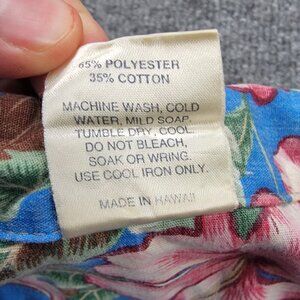 65% POLYESTER
35% COTTON
MACHINE WASH, COLD
WATER, MILD SOAP.
TUMBLE DRY, COOL.
DO NOT BLEACH,
SOAK OR WRING.
USE COOL IRON ONLY.
MADE IN HAWAII